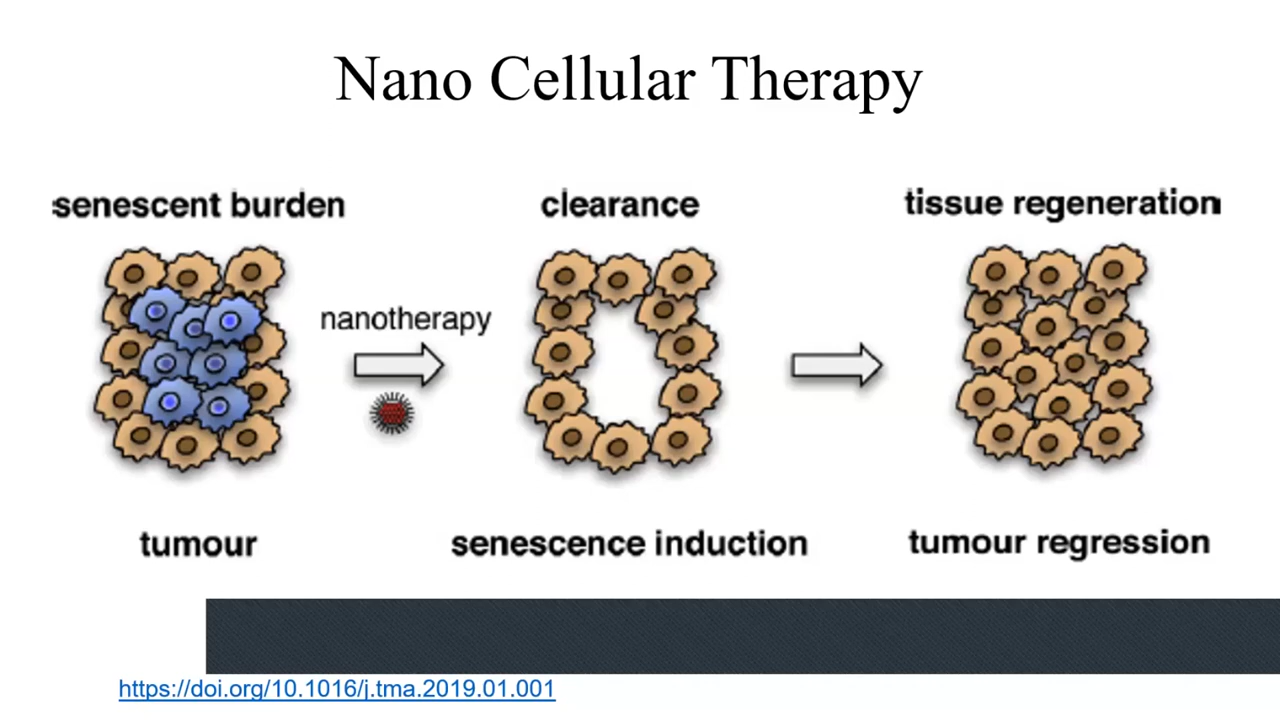 Nano Cellular Therapy
senescent burden
clearance
tissue regeneration
nanotherapy
tumour
senescence induction
tumour regression
https://doi.org/10.1016/j.tma.2019.01.001